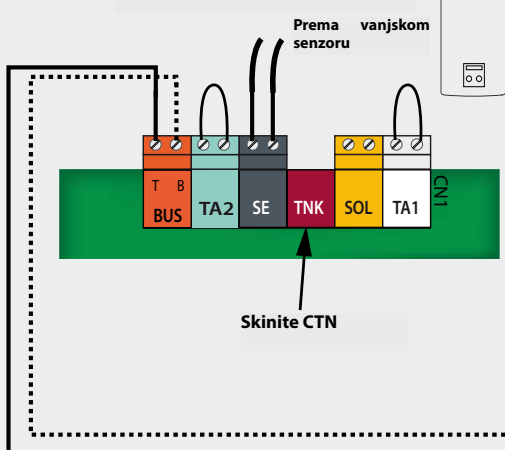 Prema vanjskom
senzoru
T B
BUS
TA2
SE
TNK
SOL
TA1
CN1
Skinite CTN